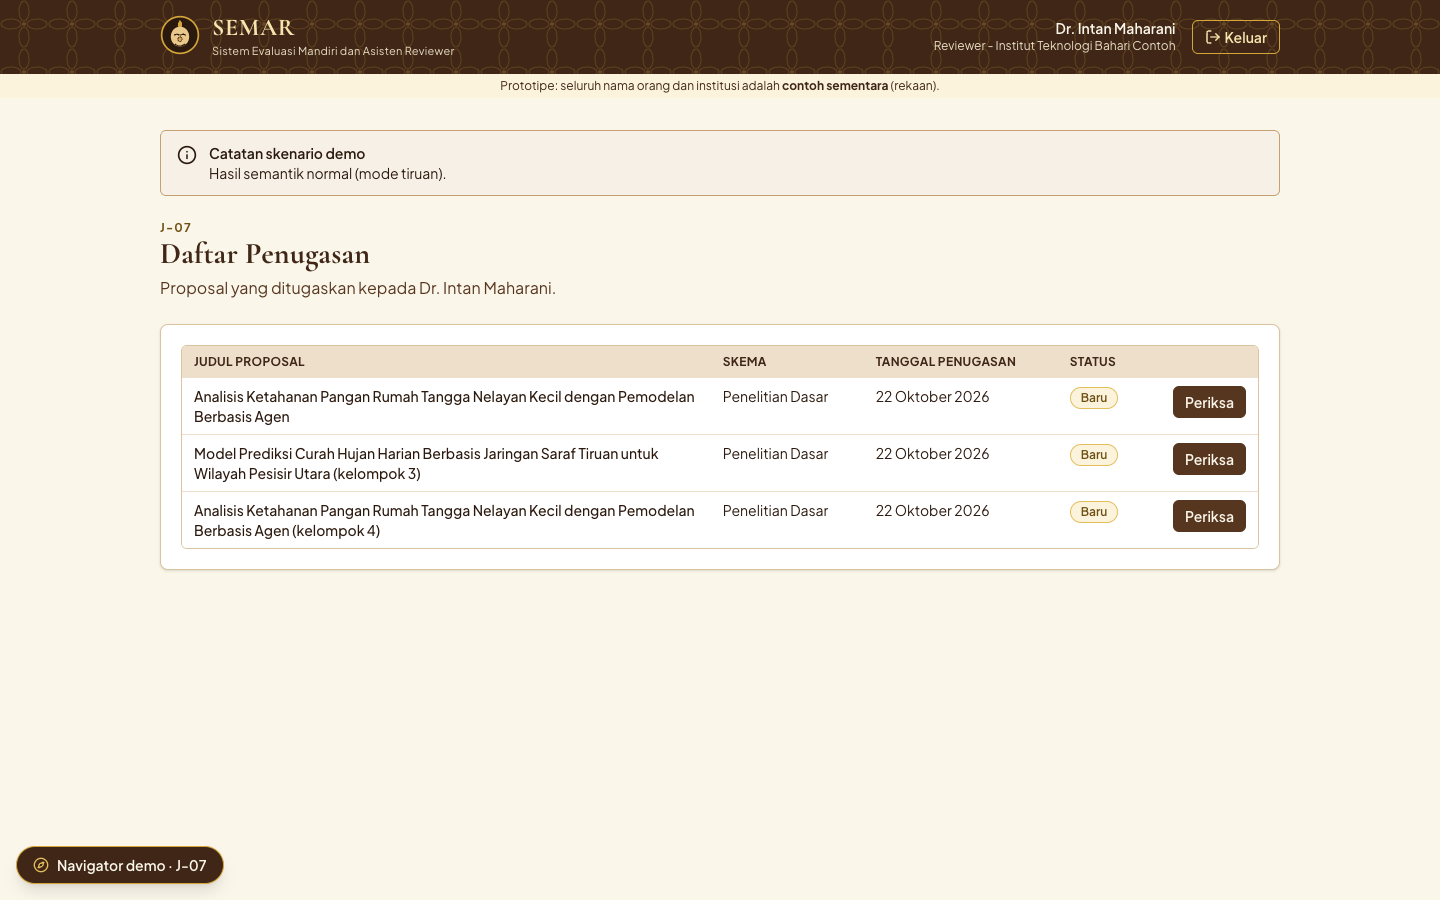 SEMAR
Sistem Evaluasi Mandiri dan Asisten Reviewer
Dr. Intan Maharani
Reviewer - Institut Teknologi Bahari Contoh
Keluar
Prototipe: seluruh nama orang dan institusi adalah contoh sementara (rekaan).
Catatan skenario demo
Hasil semantik normal (mode tiruan).
J-07
Daftar Penugasan
Proposal yang ditugaskan kepada Dr. Intan Maharani.
JUDUL PROPOSAL SKEMA TANGGAL PENUGASAN STATUS
Analisis Ketahanan Pangan Rumah Tangga Nelayan Kecil dengan Pemodelan
Berbasis Agen
Penelitian Dasar 22 Oktober 2026 Baru Periksa
Model Prediksi Curah Hujan Harian Berbasis Jaringan Saraf Tiruan untuk
Wilayah Pesisir Utara (kelompok 3)
Penelitian Dasar 22 Oktober 2026 Baru Periksa
Analisis Ketahanan Pangan Rumah Tangga Nelayan Kecil dengan Pemodelan
Berbasis Agen (kelompok 4)
Penelitian Dasar 22 Oktober 2026 Baru Periksa
Navigator demo · J-07